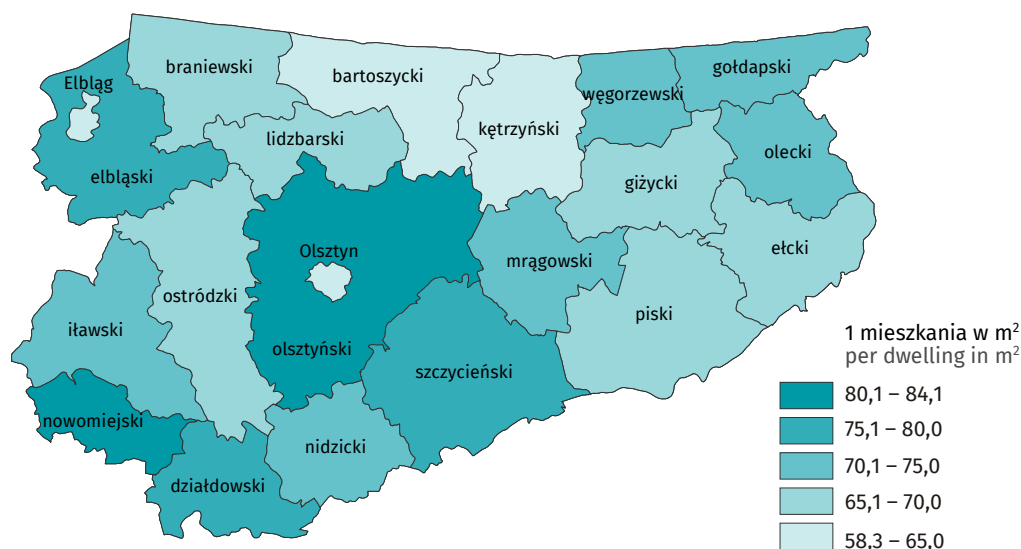 braniewski
bartoszycki
gołdapski
Elbląg
węgorzewski
kętrzyński
lidzbarski
olecki
elbląski
giżycki
Olsztyn
ełcki
mrągowski
ostródzki
piski
iławski
olsztyński
szczycieński
nowomiejski
nidzicki
działdowski
1 mieszkania w m²
per dwelling in m²
80,1 – 84,1
75,1 – 80,0
70,1 – 75,0
65,1 – 70,0
58,3 – 65,0